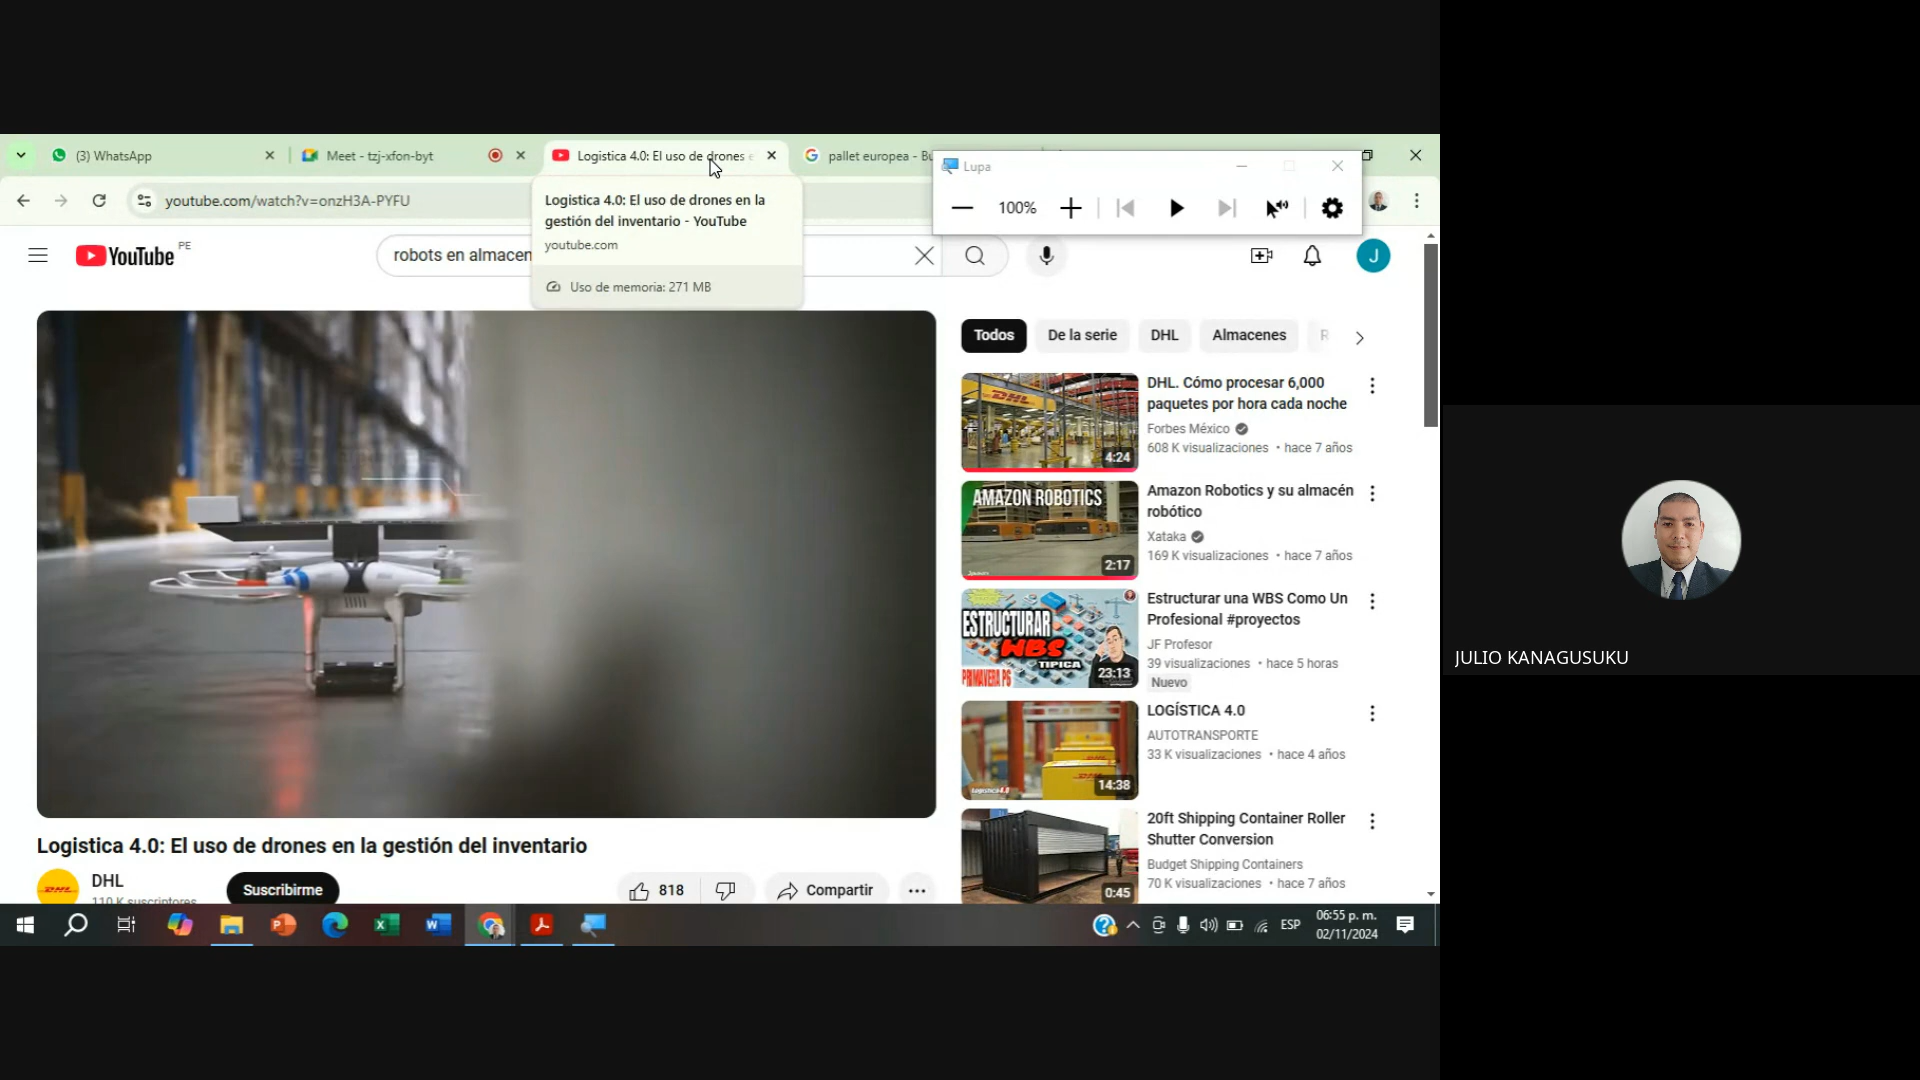 (3) WhatsApp
Meet - tzj-xfon-byt
Logistica 4.0: El uso de drones e
pallet europea - Bu
Lupa
youtube.com/watch?v=onzH3A-PYFU
Logistica 4.0: El uso de drones en la
gestión del inventario - YouTube
youtube.com
Uso de memoria: 271 MB
100%
YouTube PE
robots en almacen
J
Todos
De la serie
DHL
Almacenes
R
DHL. Cómo procesar 6,000
paquetes por hora cada noche
Forbes México
608 K visualizaciones • hace 7 años
4:24
AMAZON ROBOTICS
Amazon Robotics y su almacén
robótico
Xataka
169 K visualizaciones • hace 7 años
2:17
ESTRUCTURAR
WBS
TIPICA
PRIMAVERA P6
23:13
Estructurar una WBS Como Un
Profesional #proyectos
JF Profesor
39 visualizaciones • hace 5 horas
Nuevo
LOGÍSTICA 4.0
AUTOTRANSPORTE
33 K visualizaciones • hace 4 años
Logística4.0
14:38
20ft Shipping Container Roller
Shutter Conversion
Budget Shipping Containers
70 K visualizaciones • hace 7 años
0:45
Logistica 4.0: El uso de drones en la gestión del inventario
DHL
110 K suscriptores
Suscribirme
818
Compartir
ESP
06:55 p. m.
02/11/2024
JULIO KANAGUSUKU